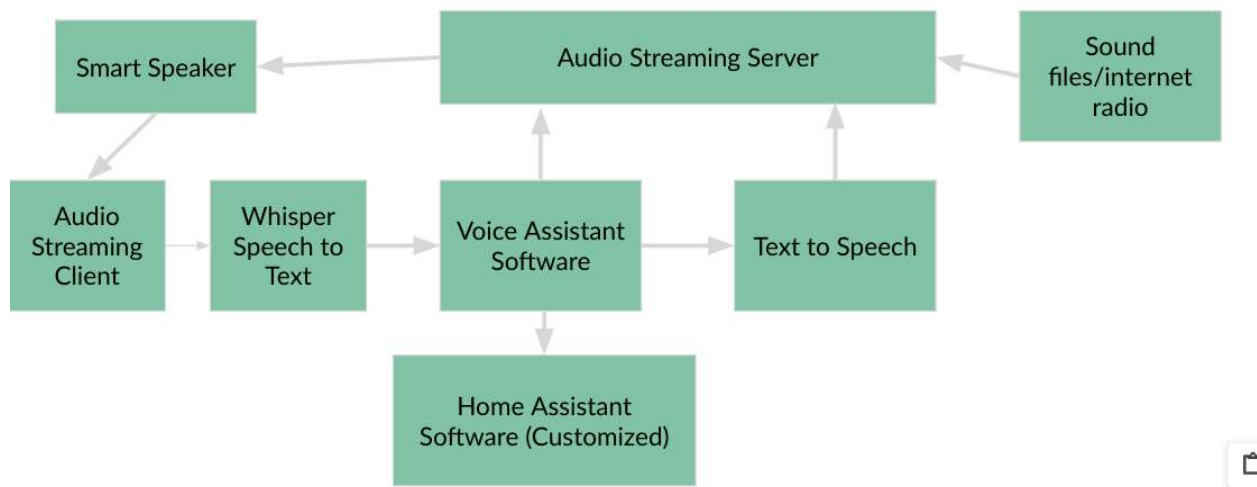 Smart Speaker
Audio Streaming Server
Sound
files/internet
radio
Audio
Streaming
Client
Whisper
Speech to
Text
Voice Assistant
Software
Text to Speech
Home Assistant
Software (Customized)